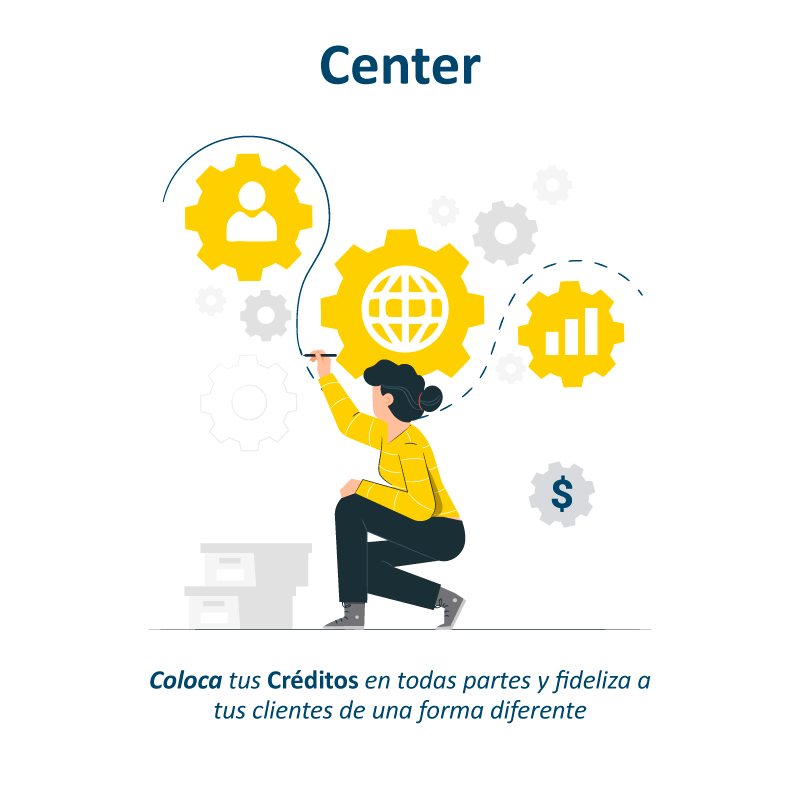 Center
$
Coloca tus Créditos en todas partes y fideliza a
tus clientes de una forma diferente